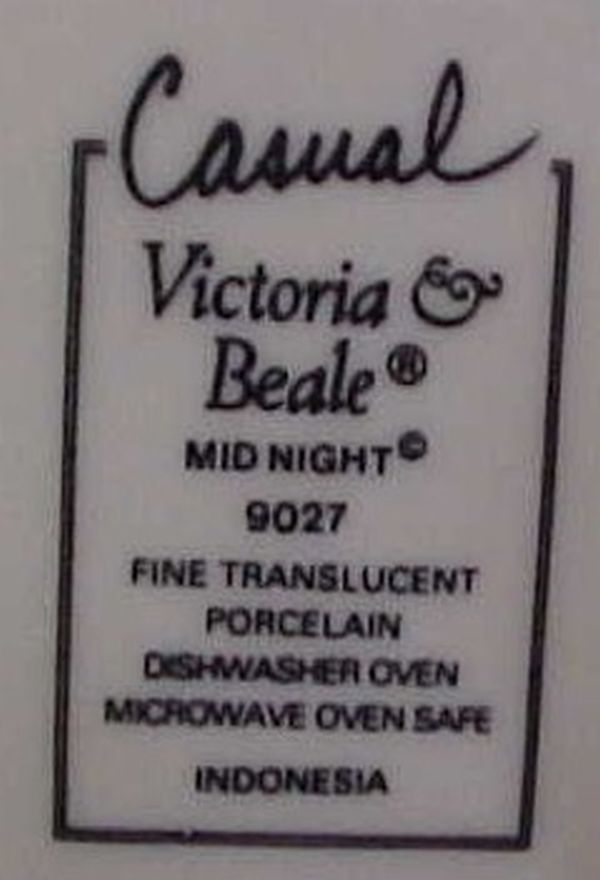 Casual
Victoria &
Beale®
MID NIGHT©
9027
FINE TRANSLUCENT
PORCELAIN
DISHWASHER OVEN
MICROWAVE OVEN SAFE
INDONESIA